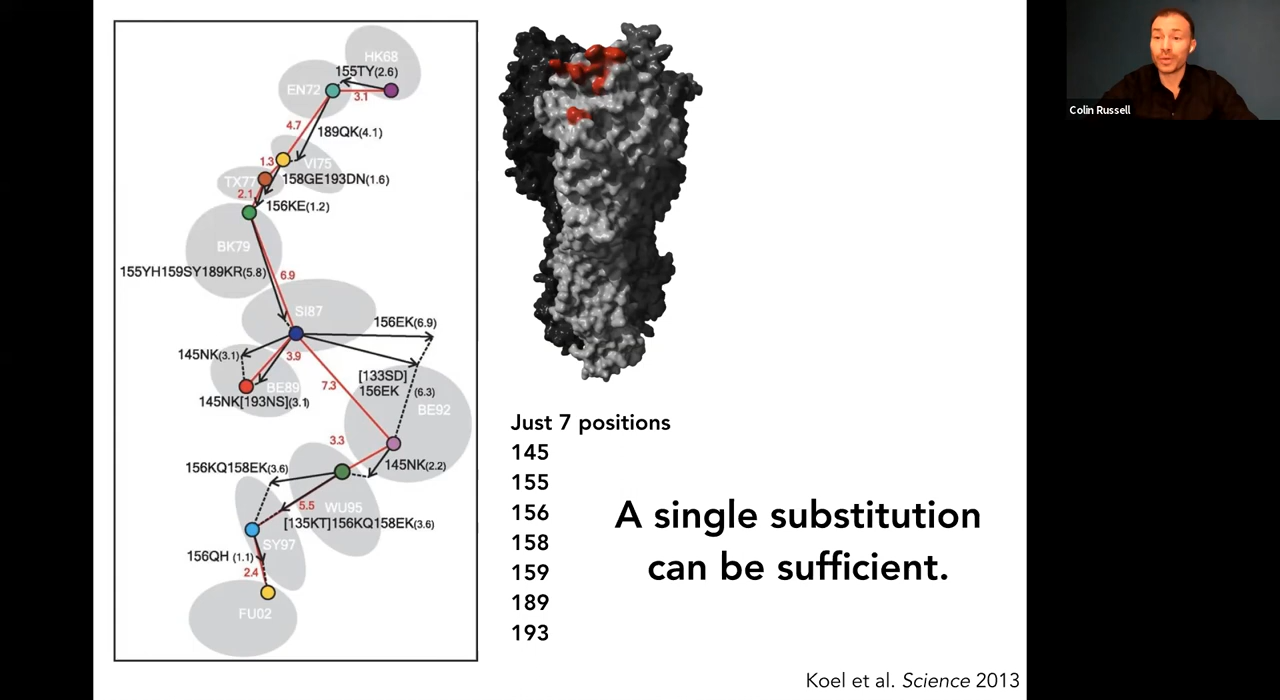 HK68
155TY(2.6)
EN72
3.1
4.7
189QK(4.1)
1.3
VI75
TX77
158GE193DN(1.6)
2.1
156KE(1.2)
BK79
155YH159SY189KR(5.8)
6.9
SI87
156EK(6.9)
145NK(3.1)
3.9
[133SD]
156EK (6.3)
7.3
BE89
145NK[193NS](3.1)
BE92
3.3
145NK(2.2)
156KQ158EK(3.6)
5.5
WU95
[135KT]156KQ158EK(3.6)
SY97
156QH (1.1)
2.4
FU02
Just 7 positions
145
155
156
158
159
189
193
A single substitution
can be sufficient.
Koel et al. Science 2013
Colin Russell